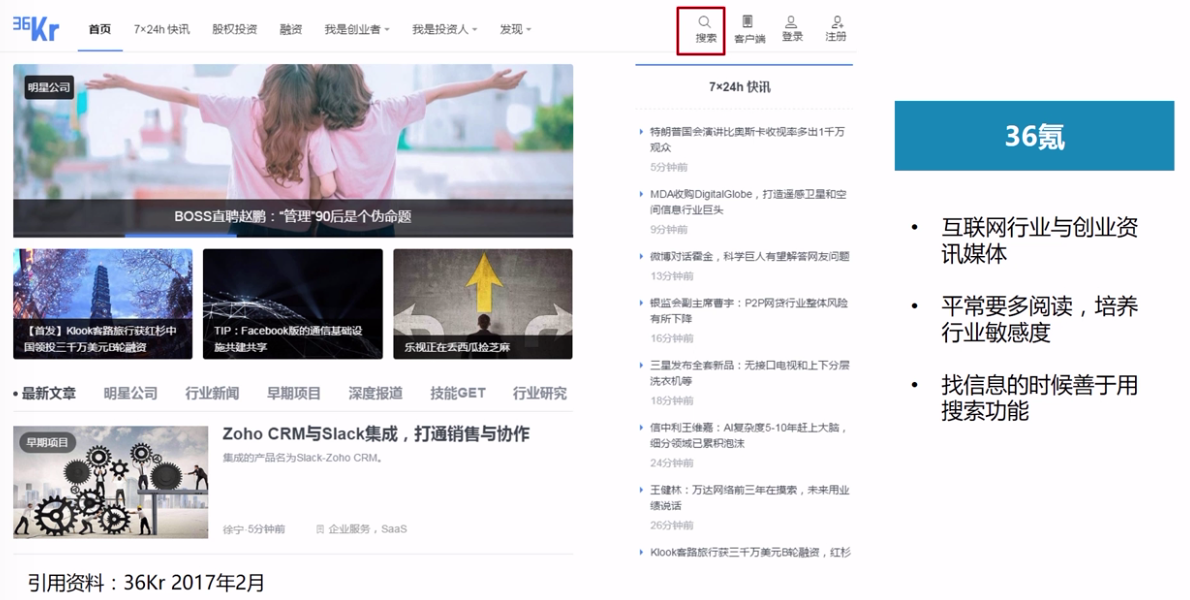 36Kr
首页 7×24h 快讯 股权投资 融资 我是创业者 我是投资人 发现
搜索 客户端 登录 注册
明星公司
BOSS直聘赵鹏："管理"90后是个伪命题
【首发】Klook客路旅行获红杉中
国领投三千万美元B轮融资
TIP：Facebook版的通信基础设
施共建共享
乐视正在丢西瓜捡芝麻
• 最新文章 明星公司 行业新闻 早期项目 深度报道 技能GET 行业研究
早期项目
Zoho CRM与Slack集成，打通销售与协作
集成的产品名为Slack-Zoho CRM。
徐宁·5分钟前 企业服务，SaaS
引用资料：36Kr 2017年2月
7×24h 快讯
特朗普国会演讲比奥斯卡收视率多出1千万
观众
5分钟前
MDA收购DigitalGlobe，打造遥感卫星和空
间信息行业巨头
9分钟前
微博对话霍金，科学巨人有望解答网友问题
13分钟前
银监会副主席曹宇：P2P网贷行业整体风险
有所下降
16分钟前
三星发布全套新品：无接口电视和上下分层
洗衣机等
18分钟前
信中利王维嘉：AI复杂度5-10年赶上大脑，
细分领域已累积泡沫
24分钟前
王健林：万达网络前三年在摸索，未来用业
绩说话
26分钟前
Klook客路旅行获三千万美元B轮融资，红杉
36氪
• 互联网行业与创业资
讯媒体
• 平常要多阅读，培养
行业敏感度
• 找信息的时候善于用
搜索功能